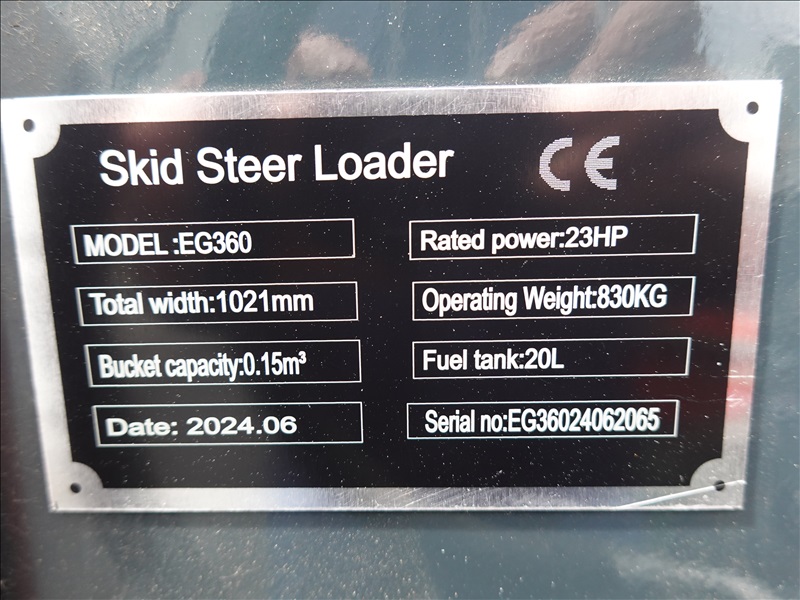 Skid Steer Loader CE
MODEL :EG360
Rated power:23HP
Total width:1021mm
Operating Weight:830KG
Bucket capacity:0.15m³
Fuel tank:20L
Date: 2024.06
Serial no:EG36024062065